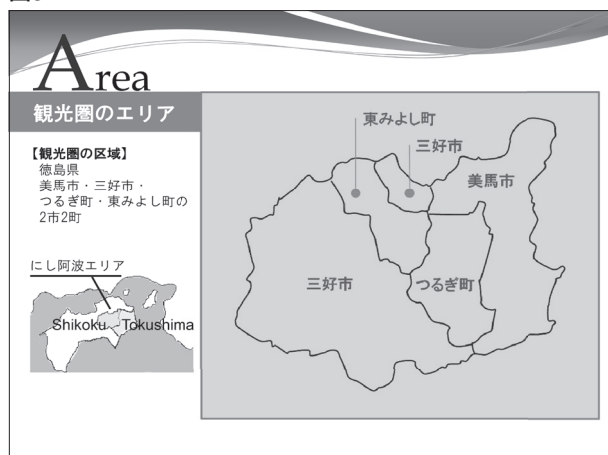 Area
観光圏のエリア
【観光圏の区域】
徳島県
美馬市・三好市・
つるぎ町・東みよし町の
2市2町
にし阿波エリア
Shikoku
Tokushima
東みよし町
三好市
美馬市
三好市
つるぎ町